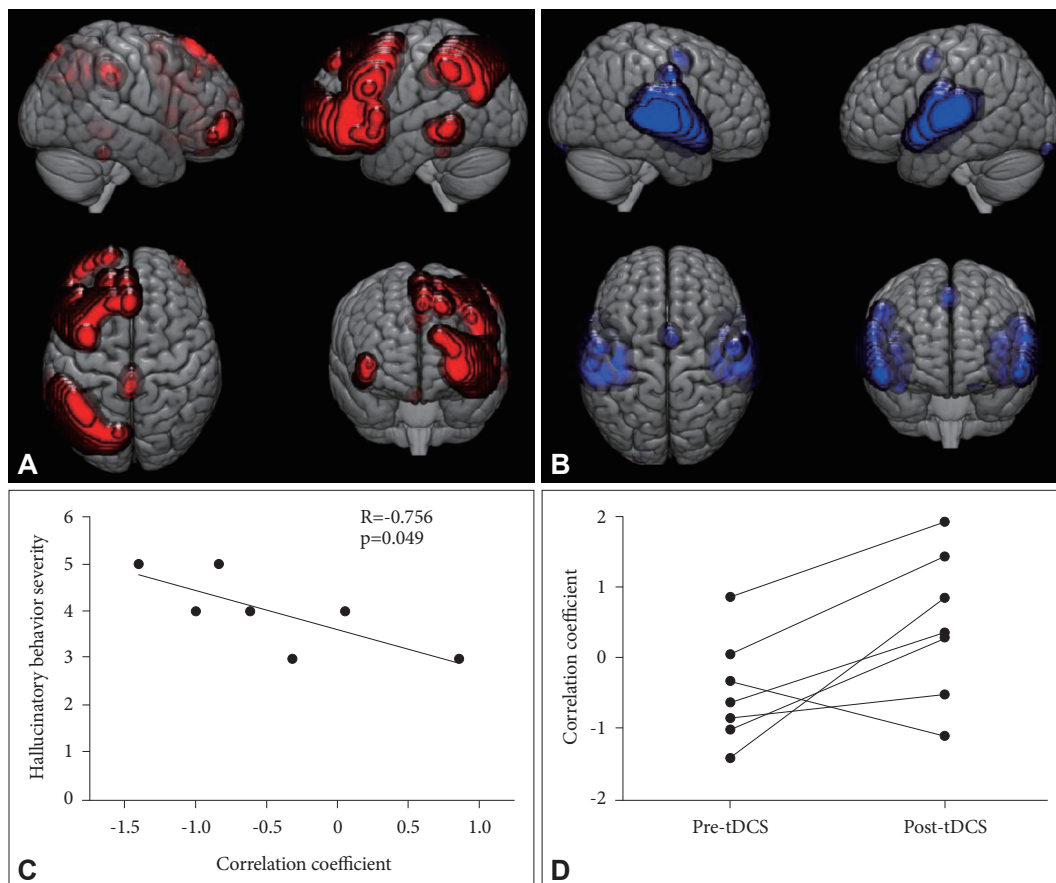 A
B
6
5
4
3
2
1
0
Hallucinatory behavior severity
R=-0.756
p=0.049
-1.5
-1.0
-0.5
0
0.5
1.0
Correlation coefficient
C
2
1
0
-1
-2
Correlation coefficient
Pre-tDCS
Post-tDCS
D